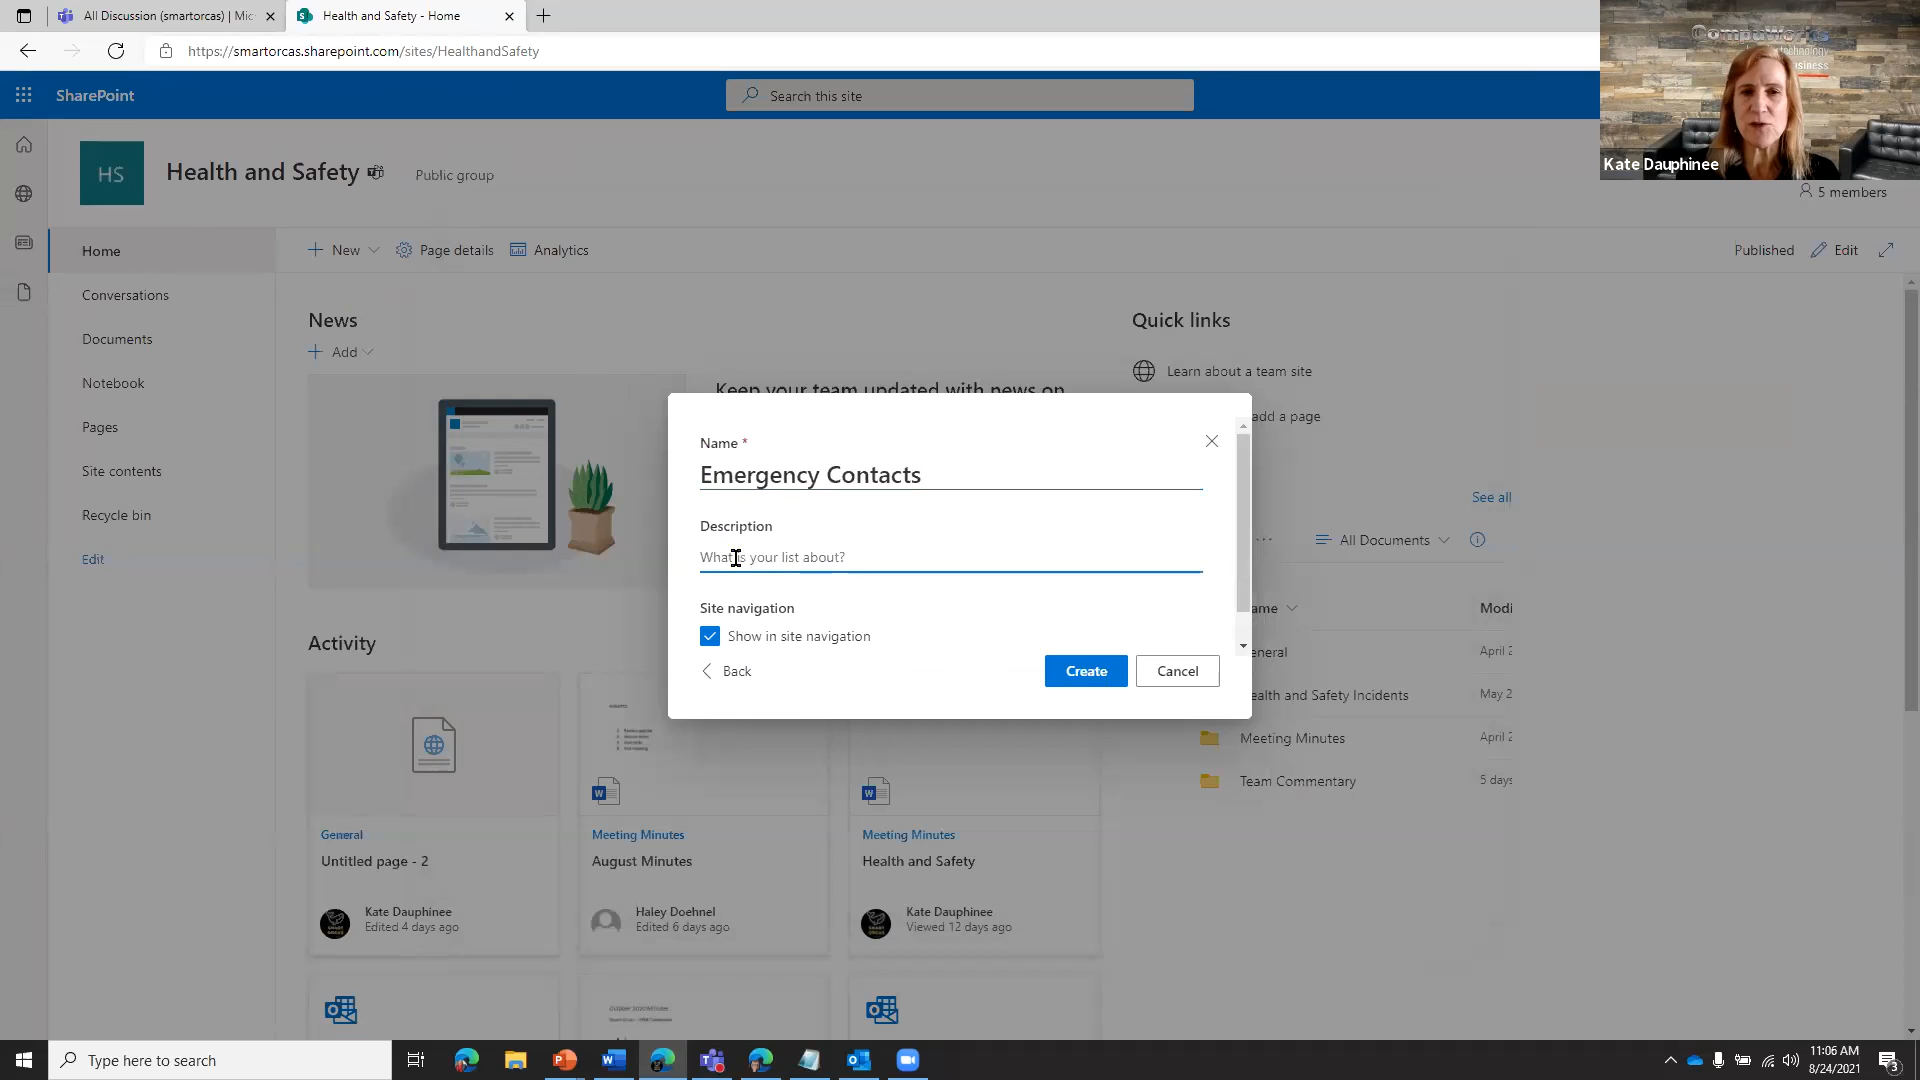 All Discussion (smartorcas) | Mic
Health and Safety - Home
https://smartorcas.sharepoint.com/sites/HealthandSafety
CompuWorks
technology
Kate Dauphinee
SharePoint
Search this site
HS
Health and Safety
Public group
5 members
Home
New
Page details
Analytics
Published
Edit
Conversations
Documents
Notebook
Pages
Site contents
Recycle bin
Edit
News
Add
Keep your team updated with news on
Quick links
Learn about a team site
add a page
See all
All Documents
Name *
Emergency Contacts
Description
What is your list about?
Site navigation
Show in site navigation
Back
Create
Cancel
ame
Modi
eneral
April 2
ealth and Safety Incidents
May 2
Meeting Minutes
April 2
Team Commentary
5 days
Activity
General
Untitled page - 2
Kate Dauphinee
Edited 4 days ago
Meeting Minutes
August Minutes
Haley Doehnel
Edited 6 days ago
Meeting Minutes
Health and Safety
Kate Dauphinee
Viewed 12 days ago
Type here to search
11:06 AM
8/24/2021
3